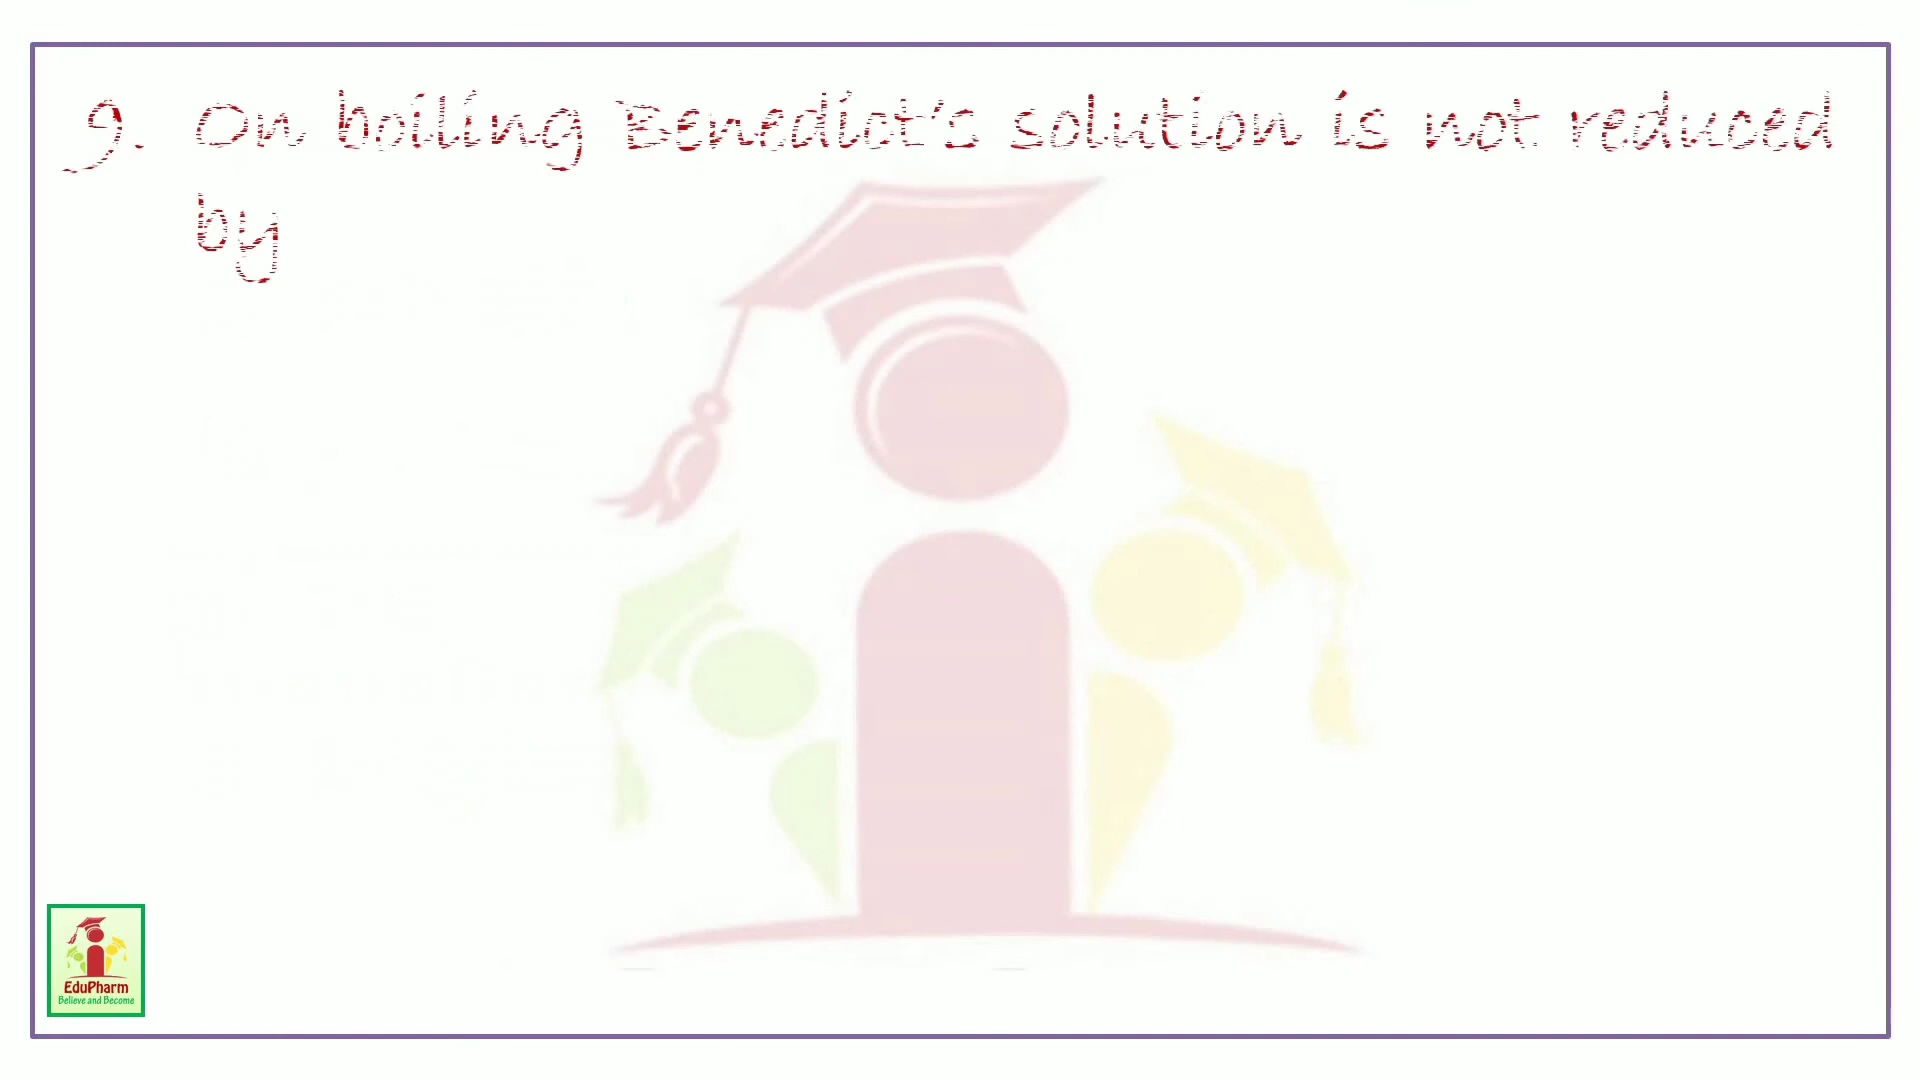 9. On boiling Benedict's solution is not reduced
by
EduPharm
Believe and Become